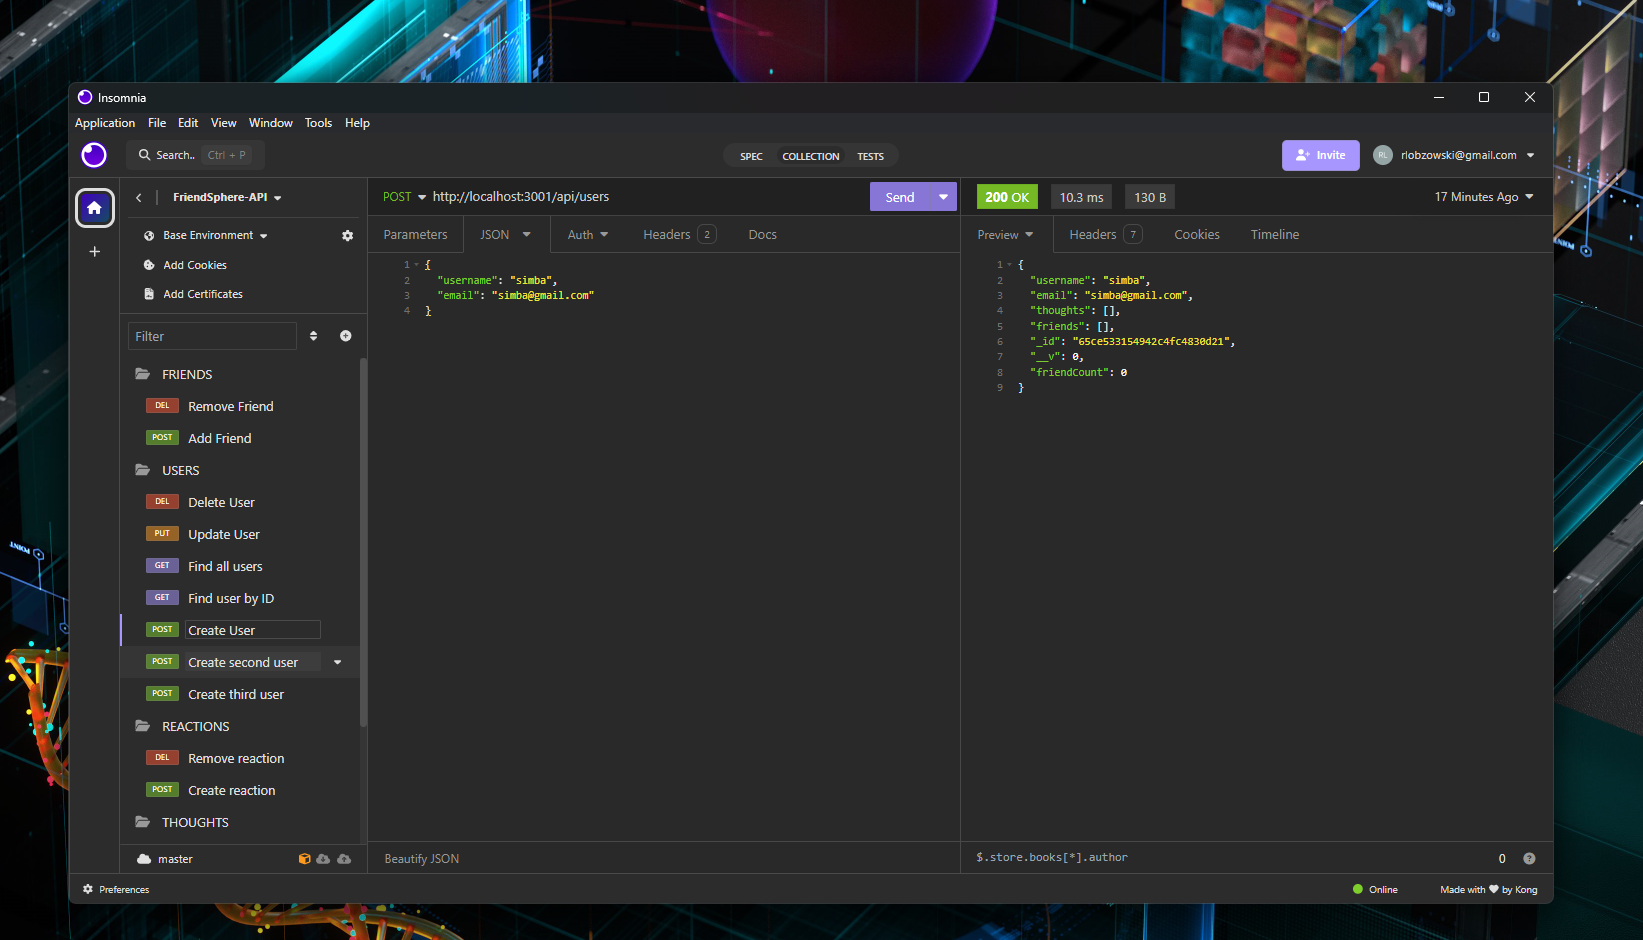 Insomnia
Application File Edit View Window Tools Help
Search.. Ctrl + P
SPEC COLLECTION TESTS
Invite
RL rlobzowski@gmail.com
FriendSphere-API
Base Environment
Add Cookies
Add Certificates
Filter
FRIENDS
DEL Remove Friend
POST Add Friend
USERS
DEL Delete User
PUT Update User
GET Find all users
GET Find user by ID
POST Create User
POST Create second user
POST Create third user
REACTIONS
DEL Remove reaction
POST Create reaction
THOUGHTS
master
POST http://localhost:3001/api/users
Send
Parameters JSON Auth Headers 2 Docs
1 {
2 "username": "simba",
3 "email": "simba@gmail.com"
4 }
Beautify JSON
200 OK 10.3 ms 130 B 17 Minutes Ago
Preview Headers 7 Cookies Timeline
1 {
2 "username": "simba",
3 "email": "simba@gmail.com",
4 "thoughts": [],
5 "friends": [],
6 "_id": "65ce533154942c4fc4830d21",
7 "__v": 0,
8 "friendCount": 0
9 }
$.store.books[*].author 0 ?
Preferences
Online Made with ♥ by Kong
POINT